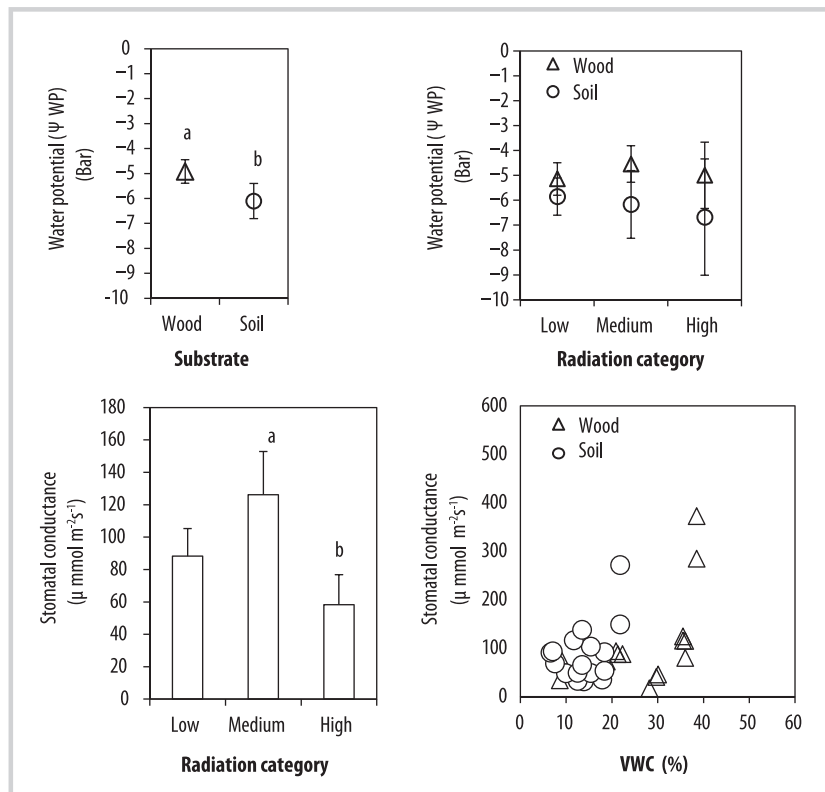 0
−1
−2
−3
−4
−5
−6
−7
−8
−9
-10
Water potential (Ψ WP)
(Bar)
a
b
Wood Soil
Substrate
0
−1
−2
−3
−4
−5
−6
−7
−8
−9
−10
Water potential (Ψ WP)
(Bar)
Wood
Soil
Low Medium High
Radiation category
180
160
140
120
100
80
60
40
20
0
Stomatal conductance
(μ mmol m-2s-1)
a
b
Low Medium High
Radiation category
600
500
400
300
200
100
0
Stomatal conductance
(μ mmol m-2s-1)
Wood
Soil
0 10 20 30 40 50 60
VWC (%)